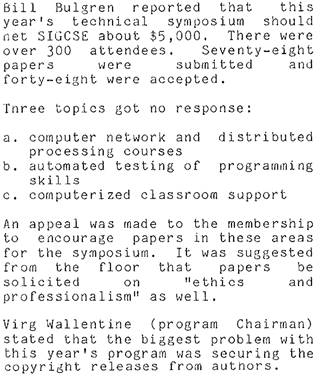 Bill Bulgren reported that this
year's technical symposium should
net SIGCSE about $5,000. There were
over 300 attendees. Seventy-eight
papers were submitted and
forty-eight were accepted.
Three topics got no response:
a. computer network and distributed
processing courses
b. automated testing of programming
skills
c. computerized classroom support
An appeal was made to the membership
to encourage papers in these areas
for the symposium. It was suggested
from the floor that papers be
solicited on "ethics and
professionalism" as well.
Virg Wallentine (program Chairman)
stated that the biggest problem with
this year's program was securing the
copyright releases from authors.